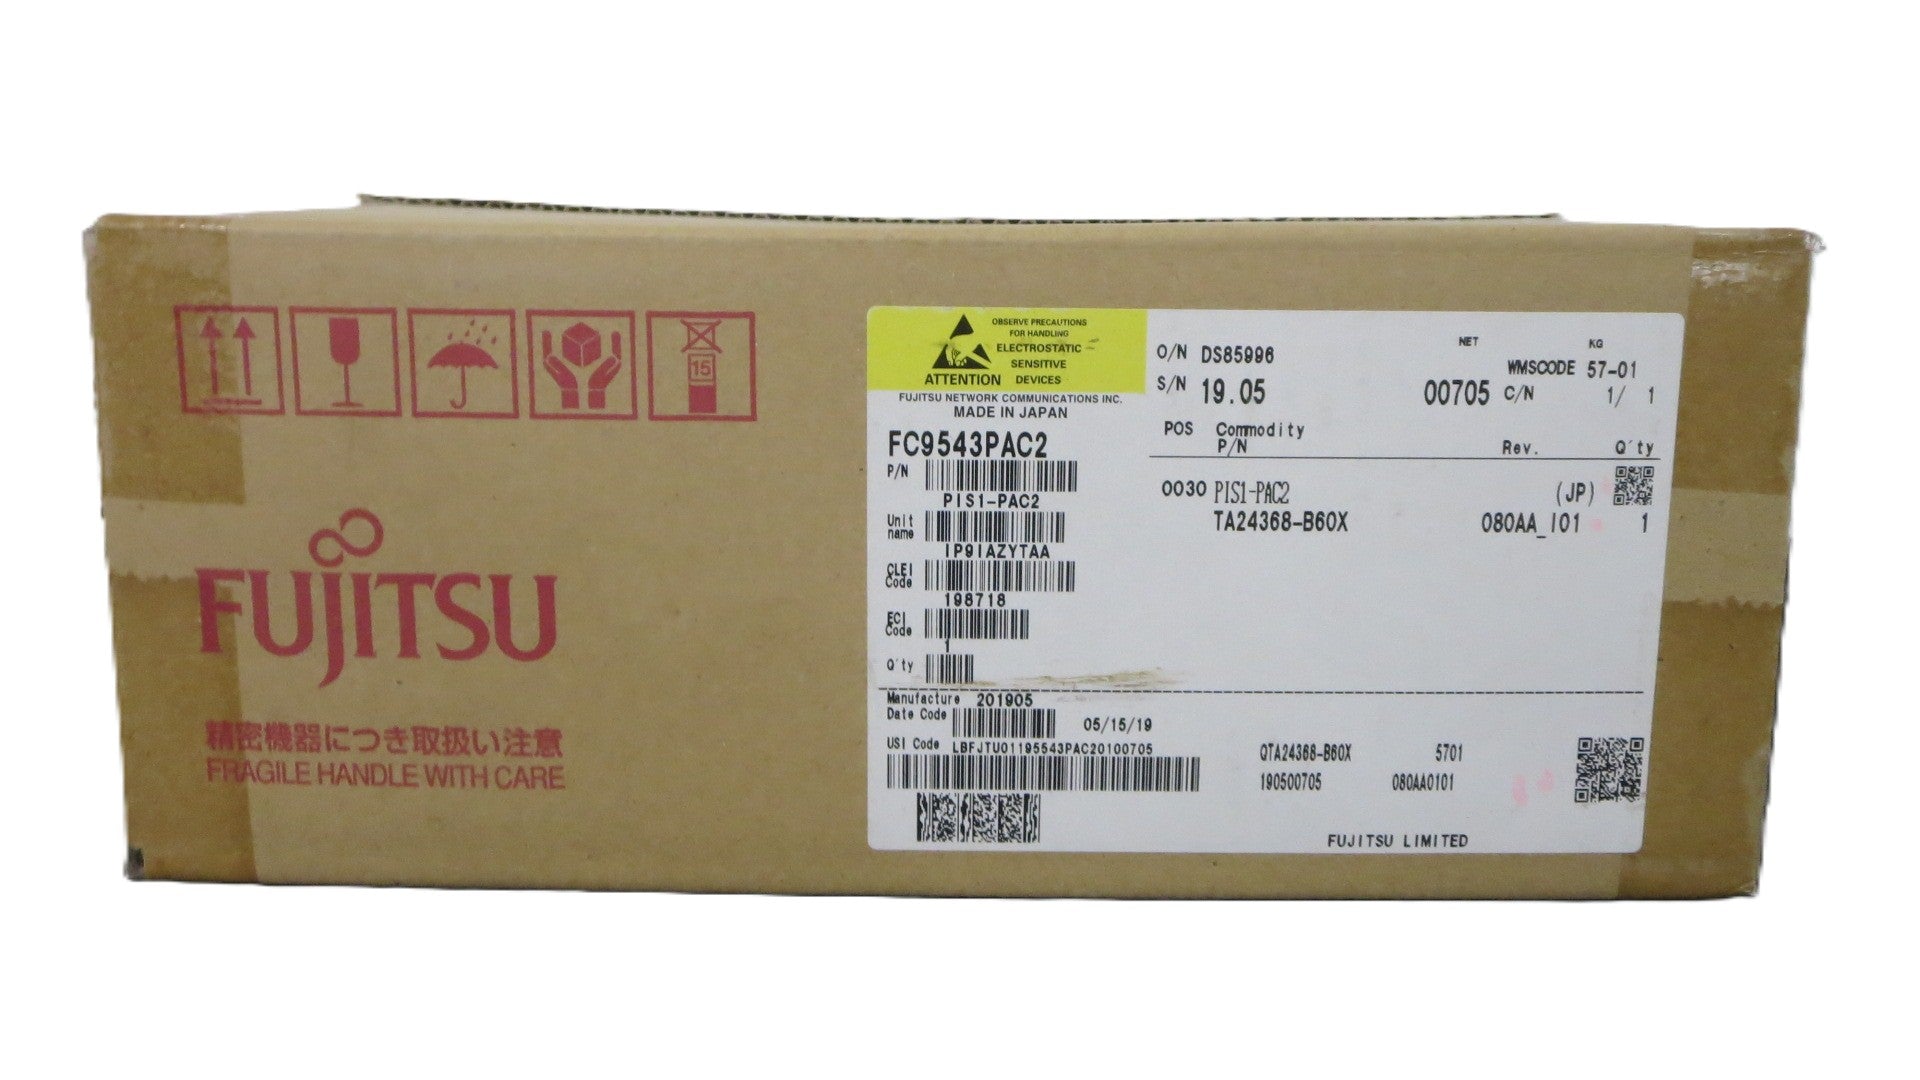 15
FUJITSU
精密機器につき取扱い注意
FRAGILE HANDLE WITH CARE
OBSERVE PRECAUTIONS
FOR HANDLING
ELECTROSTATIC
SENSITIVE
ATTENTION DEVICES
FUJITSU NETWORK COMMUNICATIONS INC.
MADE IN JAPAN
FC9543PAC2
P/N
PIS1-PAC2
Unit
name
IP9IAZYTAA
CLEI
Code
198718
ECI
Code
1
Q'ty
O/N DS85996
NET KG
WMSCODE 57-01
S/N 19.05 00705 C/N 1/ 1
POS Commodity
P/N Rev. Q'ty
0030 PIS1-PAC2 (JP)
TA24368-B60X 080AA_I01 1
Manufacture 201905
Date Code 05/15/19
USI Code LBFJTU01195543PAC20100705
QTA24368-B60X 5701
190500705 080AA0101
FUJITSU LIMITED